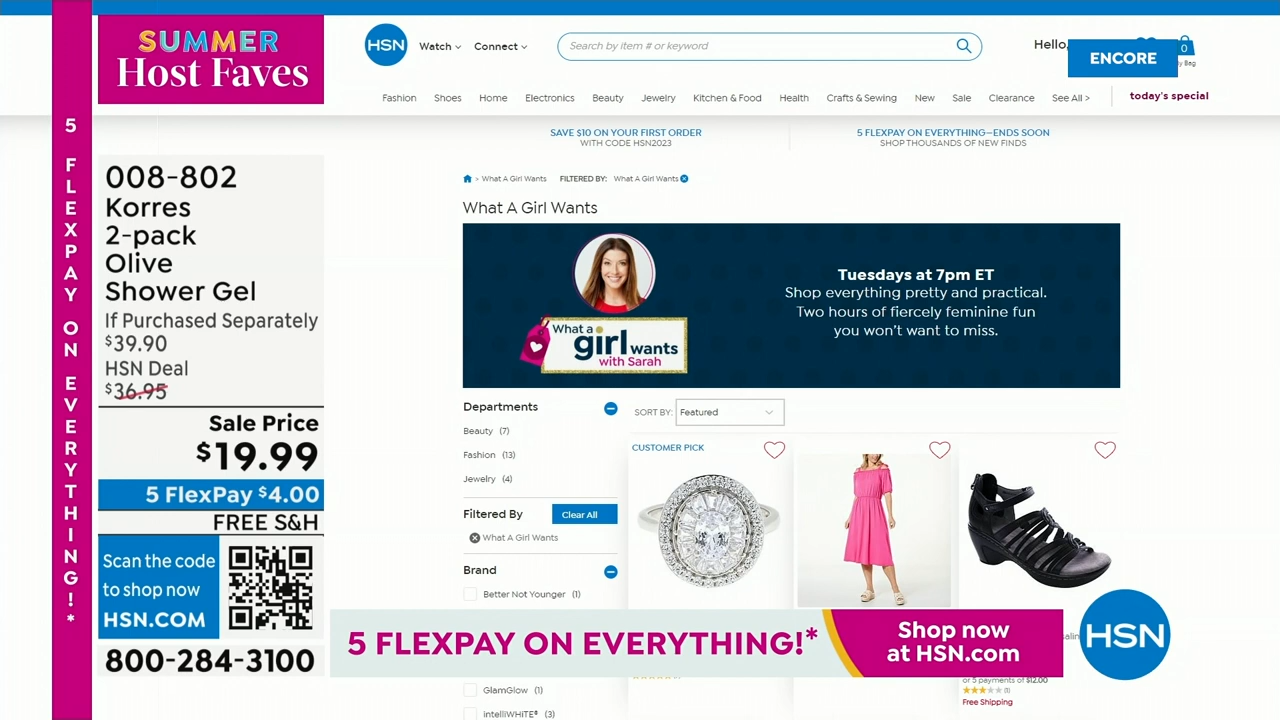 SUMMER
Host Faves
5 FLEXPAY ON EVERYTHING!*
008-802
Korres
2-pack
Olive
Shower Gel
If Purchased Separately
$39.90
HSN Deal
$36.95
Sale Price
$19.99
5 FlexPay $4.00
FREE S&H
Scan the code
to shop now
HSN.COM
800-284-3100
HSN
Watch
Connect
Search by item # or keyword
Hello,
ENCORE
0
Bag
Fashion Shoes Home Electronics Beauty Jewelry Kitchen & Food Health Crafts & Sewing New Sale Clearance See All > today's special
SAVE $10 ON YOUR FIRST ORDER
WITH CODE HSN2023
5 FLEXPAY ON EVERYTHING—ENDS SOON
SHOP THOUSANDS OF NEW FINDS
> What A Girl Wants FILTERED BY: What A Girl Wants
What A Girl Wants
What a
girl wants
with Sarah
Tuesdays at 7pm ET
Shop everything pretty and practical.
Two hours of fiercely feminine fun
you won't want to miss.
Departments
Beauty (7)
Fashion (13)
Jewelry (4)
Filtered By Clear All
What A Girl Wants
Brand
Better Not Younger (1)
GlamGlow (1)
intelliWHiTE® (3)
SORT BY: Featured
CUSTOMER PICK
or 5 payments of $12.00
(1)
Free Shipping
5 FLEXPAY ON EVERYTHING!*
Shop now
at HSN.com
HSN